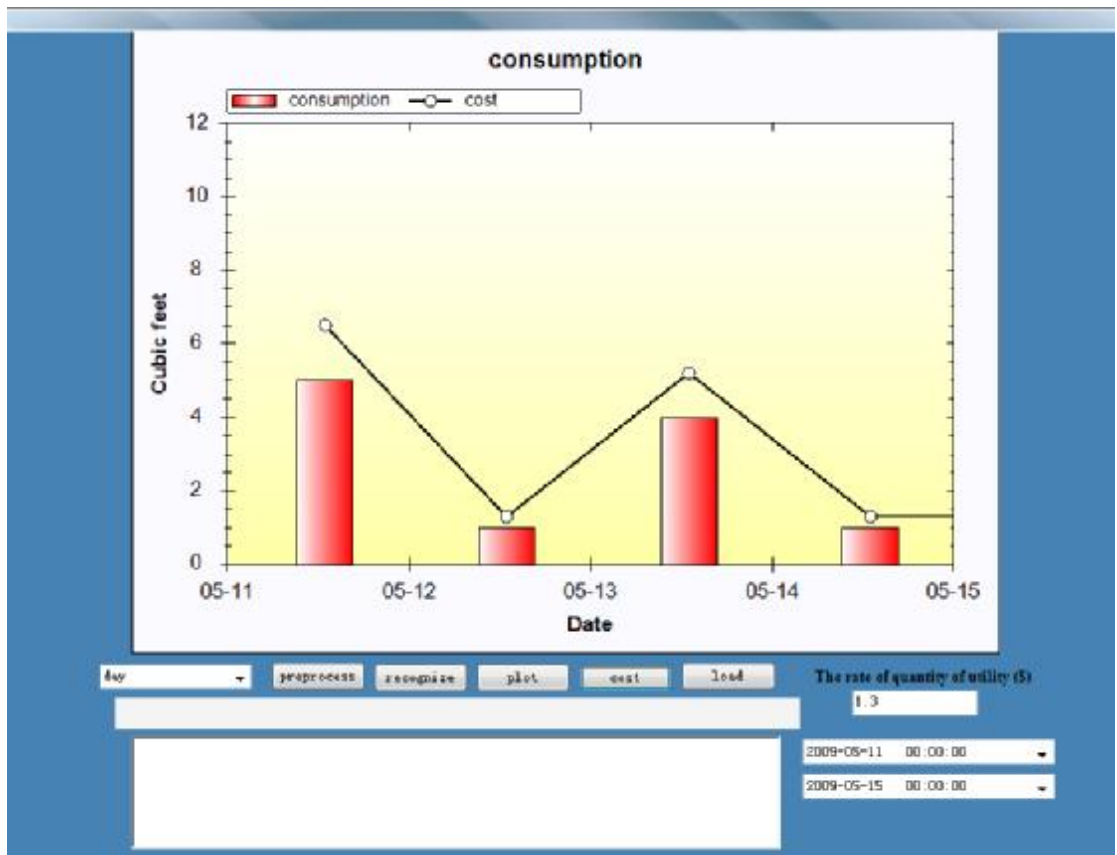 consumption
consumption cost
12
10
8
6
4
2
0
Cubic feet
05-11 05-12 05-13 05-14 05-15
Date
day preprocess recognize plot cost load The rate of quantity of utility ($)
1.3
2009-05-11 00:00:00
2009-05-15 00:00:00